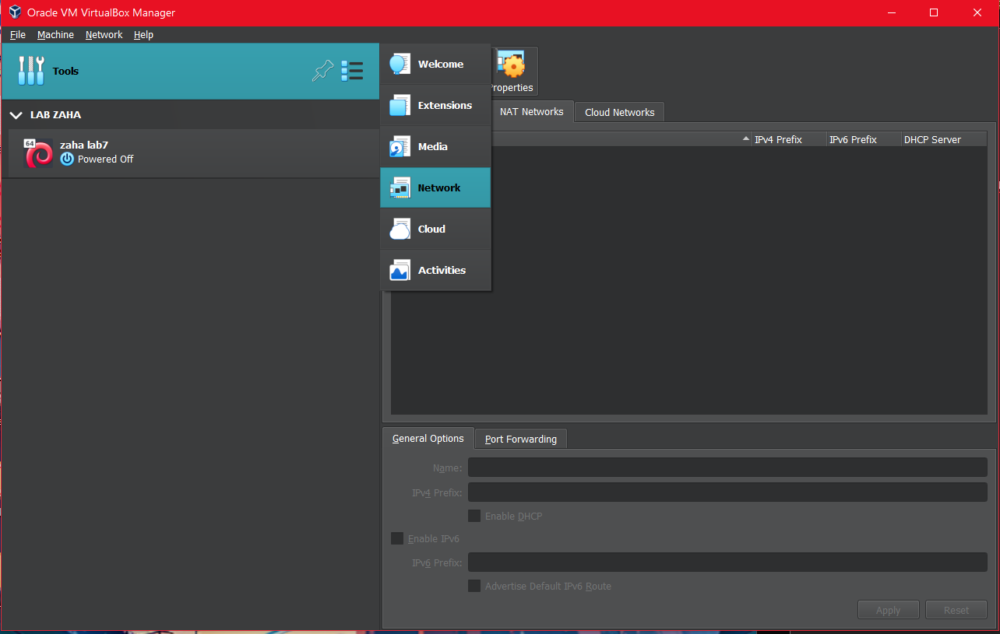 Oracle VM VirtualBox Manager
File Machine Network Help
Tools
LAB ZAHA
64
zaha lab7
Powered Off
Welcome
Extensions
Media
Network
Cloud
Activities
roperties
NAT Networks Cloud Networks
IPv4 Prefix IPv6 Prefix DHCP Server
General Options Port Forwarding
Name:
IPv4 Prefix:
Enable DHCP
Enable IPv6
IPv6 Prefix:
Advertise Default IPv6 Route
Apply Reset